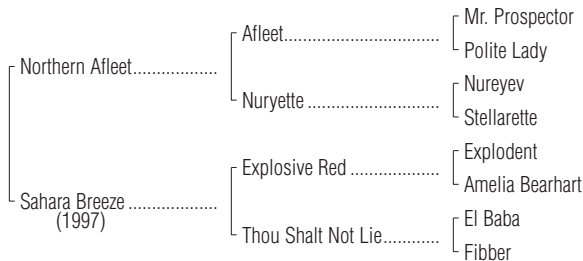 Mr. Prospector
Afleet
Polite Lady
Northern Afleet
Nureyev
Nuryette
Stellarette
Explodent
Explosive Red
Amelia Bearhart
Sahara Breeze
(1997)
El Baba
Thou Shalt Not Lie
Fibber